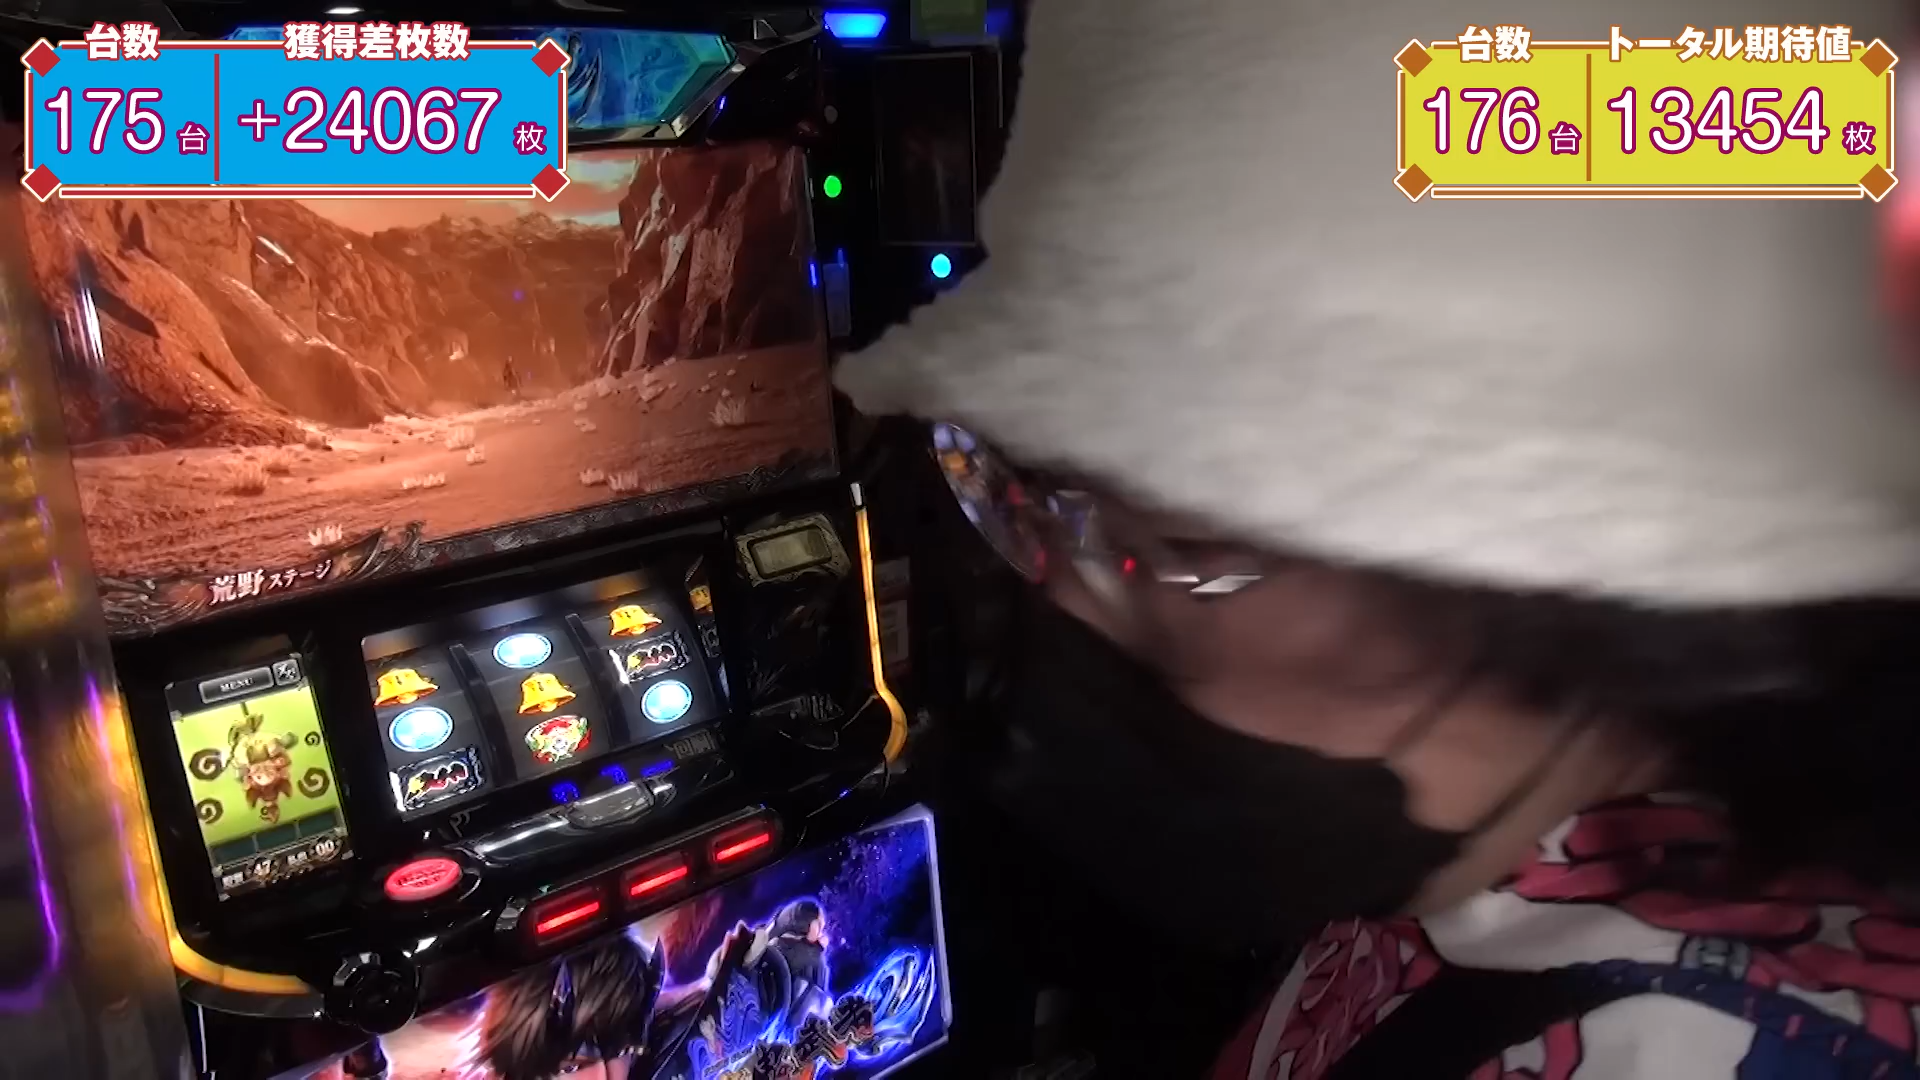 台数 獲得差枚数
175台 +24067枚
台数 トータル期待値
176台 13454枚
荒野ステージ
MENU